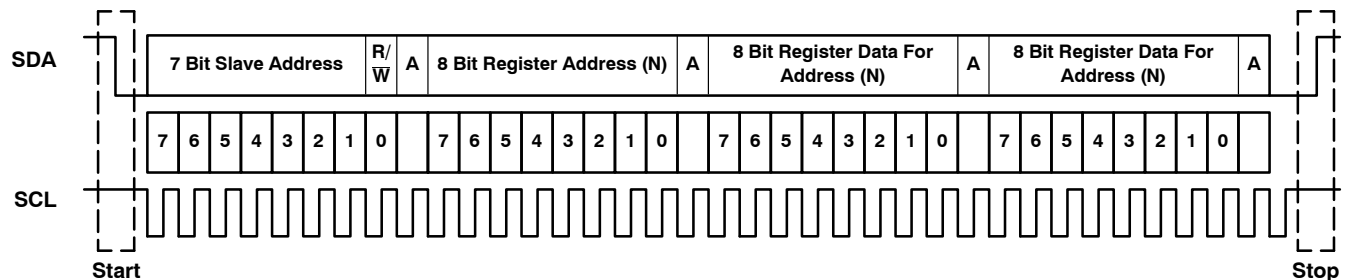 SDA
7 Bit Slave Address
R/
W
A
8 Bit Register Address (N)
A
8 Bit Register Data For
Address (N)
A
8 Bit Register Data For
Address (N)
A
7 6 5 4 3 2 1 0 7 6 5 4 3 2 1 0 7 6 5 4 3 2 1 0 7 6 5 4 3 2 1 0
SCL
Start
Stop